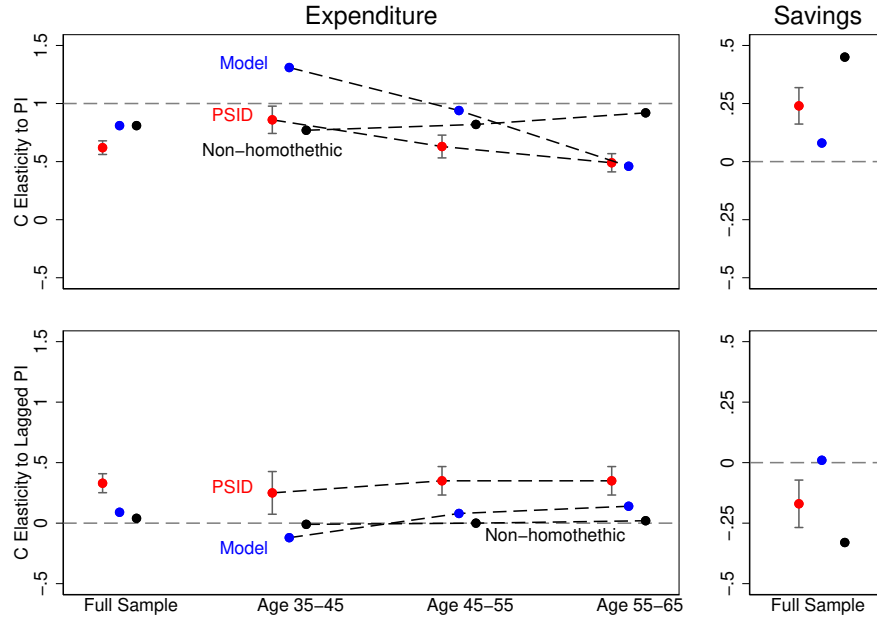 Expenditure
Savings
C Elasticity to PI
1.5
1
.5
0
-.5
Model
PSID
Non-homothethic
.5
.25
0
-.25
-.5
C Elasticity to Lagged PI
1.5
1
.5
0
-.5
PSID
Model
Non-homothethic
.5
.25
0
-.25
-.5
Full Sample
Age 35-45
Age 45-55
Age 55-65
Full Sample